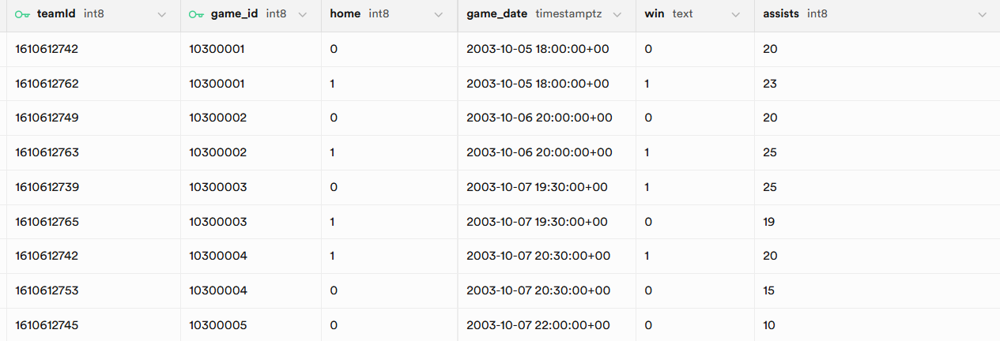 teamId int8 game_id int8 home int8 game_date timestamptz win text assists int8
1610612742 10300001 0 2003-10-05 18:00:00+00 0 20
1610612762 10300001 1 2003-10-05 18:00:00+00 1 23
1610612749 10300002 0 2003-10-06 20:00:00+00 0 20
1610612763 10300002 1 2003-10-06 20:00:00+00 1 25
1610612739 10300003 0 2003-10-07 19:30:00+00 1 25
1610612765 10300003 1 2003-10-07 19:30:00+00 0 19
1610612742 10300004 1 2003-10-07 20:30:00+00 1 20
1610612753 10300004 0 2003-10-07 20:30:00+00 0 15
1610612745 10300005 0 2003-10-07 22:00:00+00 0 10